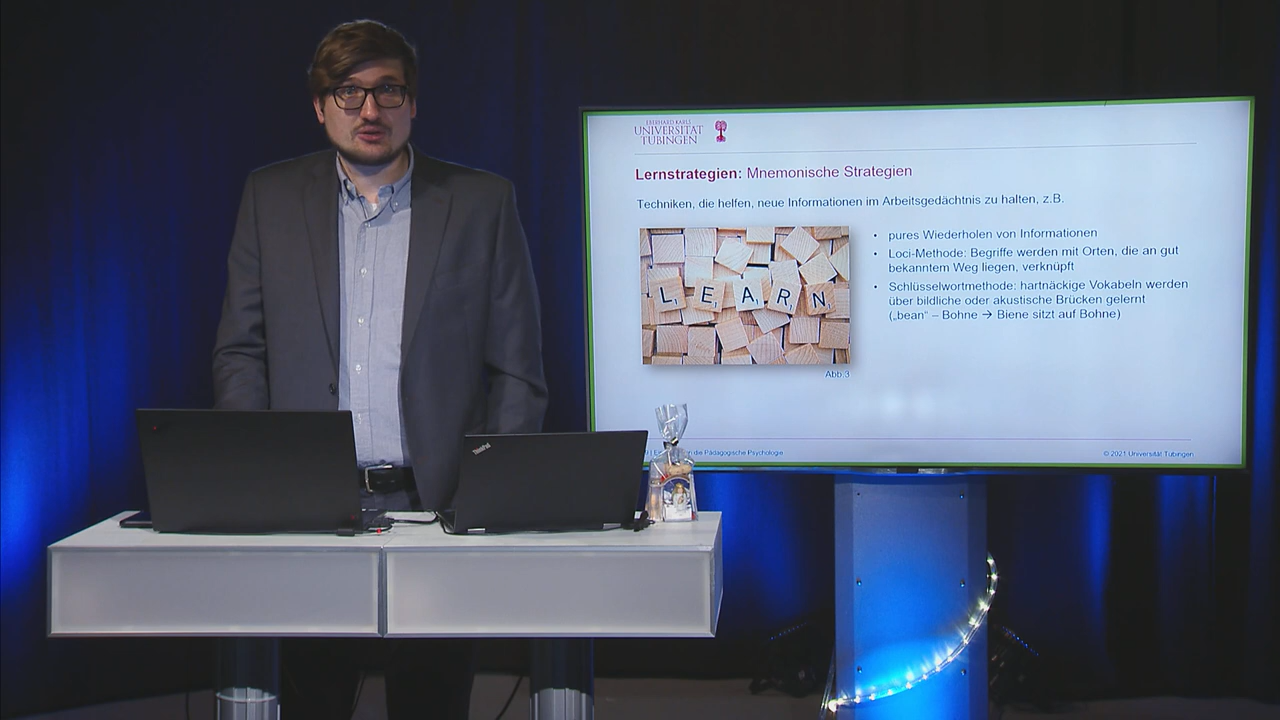 EBERHARD KARLS
UNIVERSITÄT
TÜBINGEN
Lernstrategien: Mnemonische Strategien
Techniken, die helfen, neue Informationen im Arbeitsgedächtnis zu halten, z.B.
• pures Wiederholen von Informationen
• Loci-Methode: Begriffe werden mit Orten, die an gut
bekanntem Weg liegen, verknüpft
• Schlüsselwortmethode: hartnäckige Vokabeln werden
über bildliche oder akustische Brücken gelernt
(„bean“ – Bohne → Biene sitzt auf Bohne)
LEARN
Abb.3
die Pädagogische Psychologie
© 2021 Universität Tübingen
ThinkPad